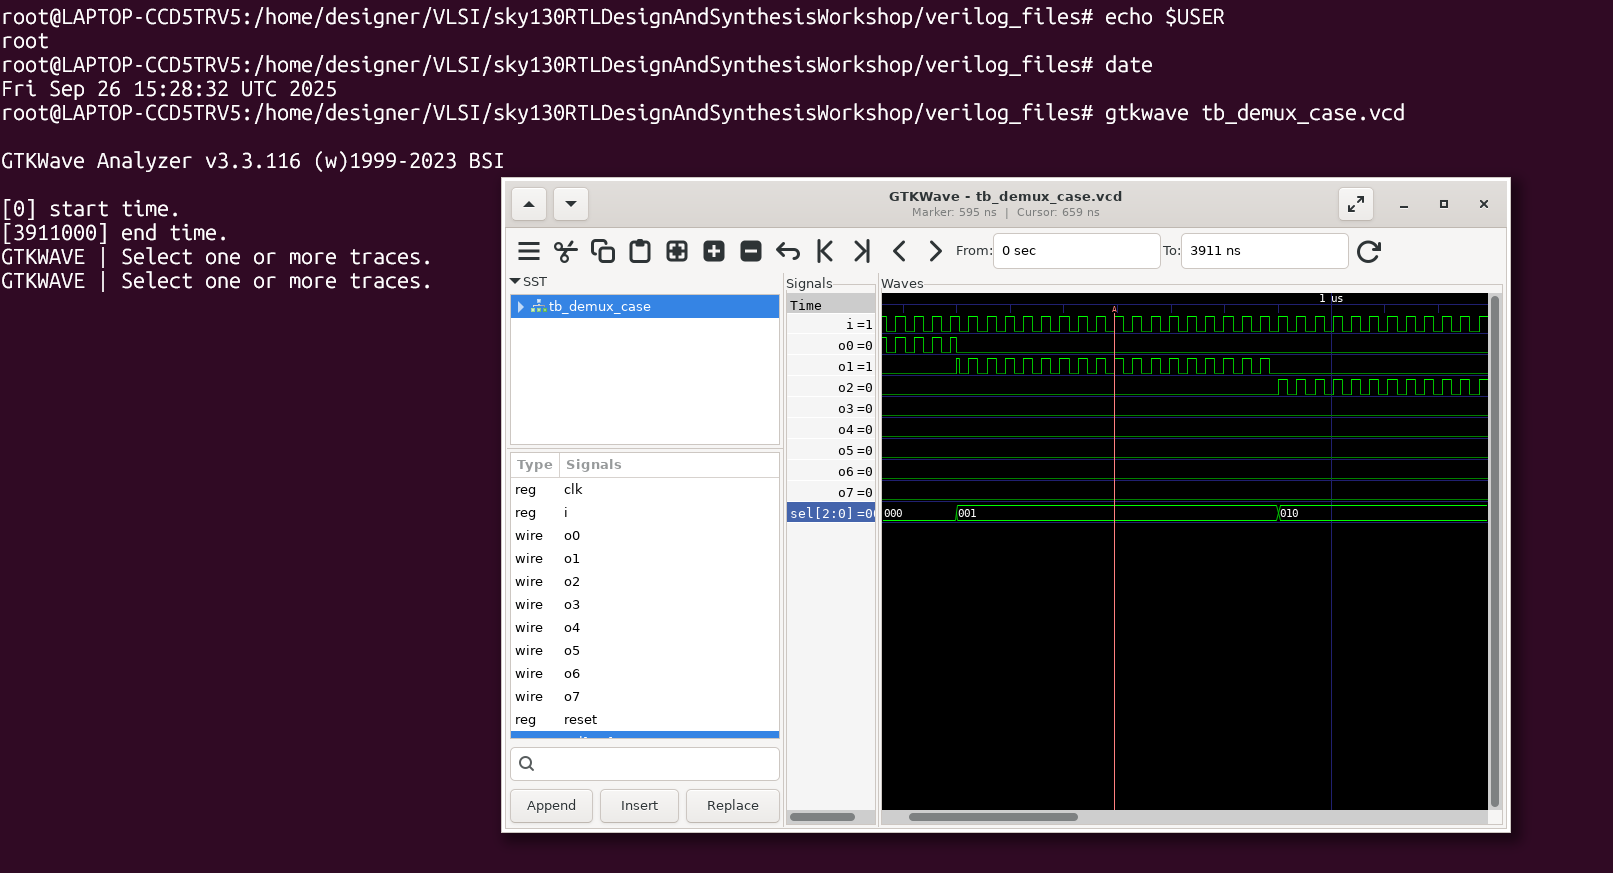 root@LAPTOP-CCD5TRV5:/home/designer/VLSI/sky130RTLDesignAndSynthesisWorkshop/verilog_files# echo $USER
root
root@LAPTOP-CCD5TRV5:/home/designer/VLSI/sky130RTLDesignAndSynthesisWorkshop/verilog_files# date
Fri Sep 26 15:28:32 UTC 2025
root@LAPTOP-CCD5TRV5:/home/designer/VLSI/sky130RTLDesignAndSynthesisWorkshop/verilog_files# gtkwave tb_demux_case.vcd
GTKWave Analyzer v3.3.116 (w)1999-2023 BSI
[0] start time.
[3911000] end time.
GTKWAVE | Select one or more traces.
GTKWAVE | Select one or more traces.
GTKWave - tb_demux_case.vcd
Marker: 595 ns | Cursor: 659 ns
From: 0 sec To: 3911 ns
SST
tb_demux_case
Type Signals
reg clk
reg i
wire o0
wire o1
wire o2
wire o3
wire o4
wire o5
wire o6
wire o7
reg reset
Append Insert Replace
Signals
Time
i=1
o0=0
o1=1
o2=0
o3=0
o4=0
o5=0
o6=0
o7=0
sel[2:0]=00
Waves
1 us
A
000 001 010